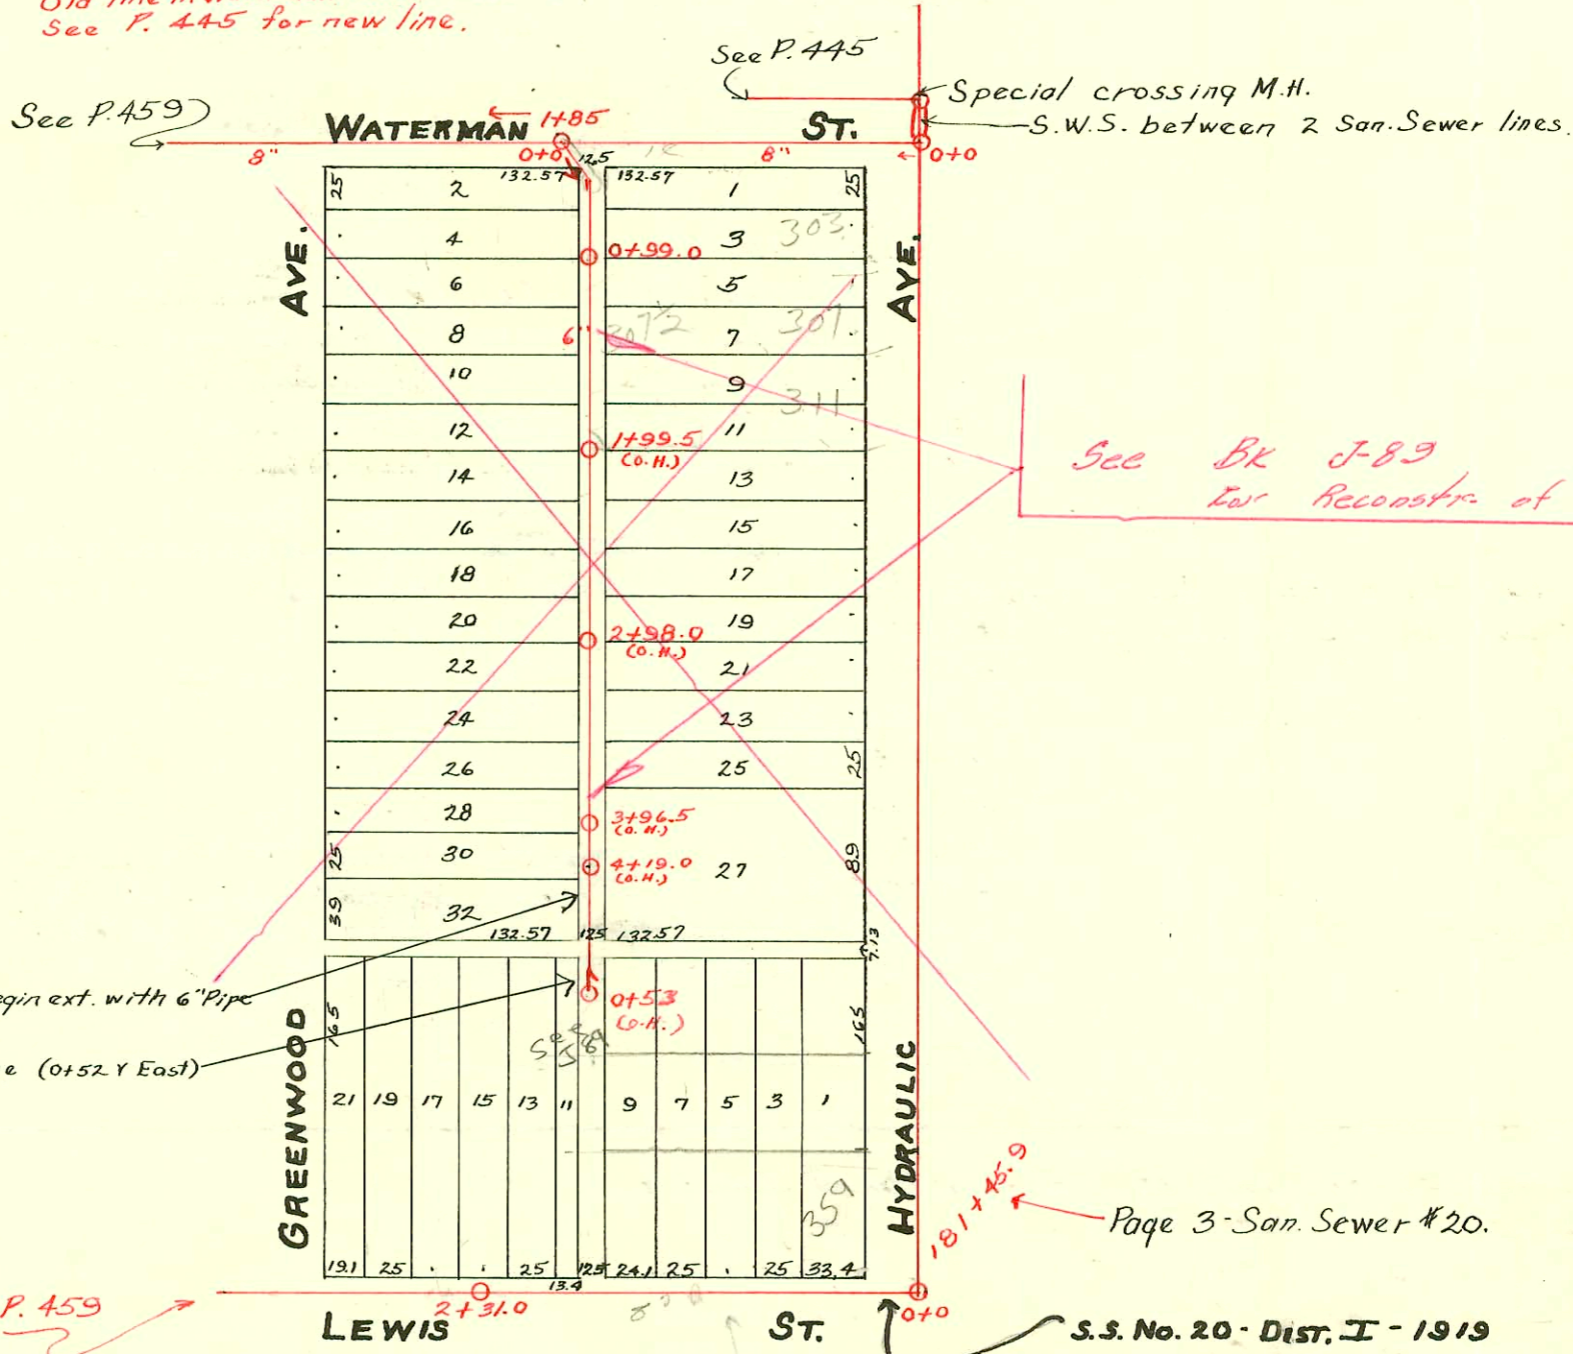 See P. 445 for new line.
See P. 445
See P. 459
Special crossing M.H.
S.W.S. between 2 San. Sewer lines.
WATERMAN ST.
1+85
8"
0+0
12.5
8"
0+0
25
2
132.57
132.57
1
25
4
0+99.0
3
303
6
5
8
6"
307 1/2
7
307
10
9
311
12
1+99.5
(O.H.)
11
14
13
16
15
18
17
20
2+98.0
(O.H.)
19
22
21
24
23
26
25
25
28
3+96.5
(O.H.)
25
30
4+19.0
(O.H.)
27
89
39
32
132.57
125
132.57
7.13
AVE.
AVE.
See BK J-89
Reconstr. of
egin ext. with 6" Pipe
e (0+52 Y East)
0+53
(O.H.)
165
165
21 19 17 15 13 11 9 7 5 3 1
359
GREENWOOD
HYDRAULIC
19.1 25 . . 25 13.4 125 24.1 25 . 25 33.4
181+45.9
Page 3 - San. Sewer #20.
P. 459
2+31.0
0+0
LEWIS ST.
S.S. No. 20 - DIST. I - 1919